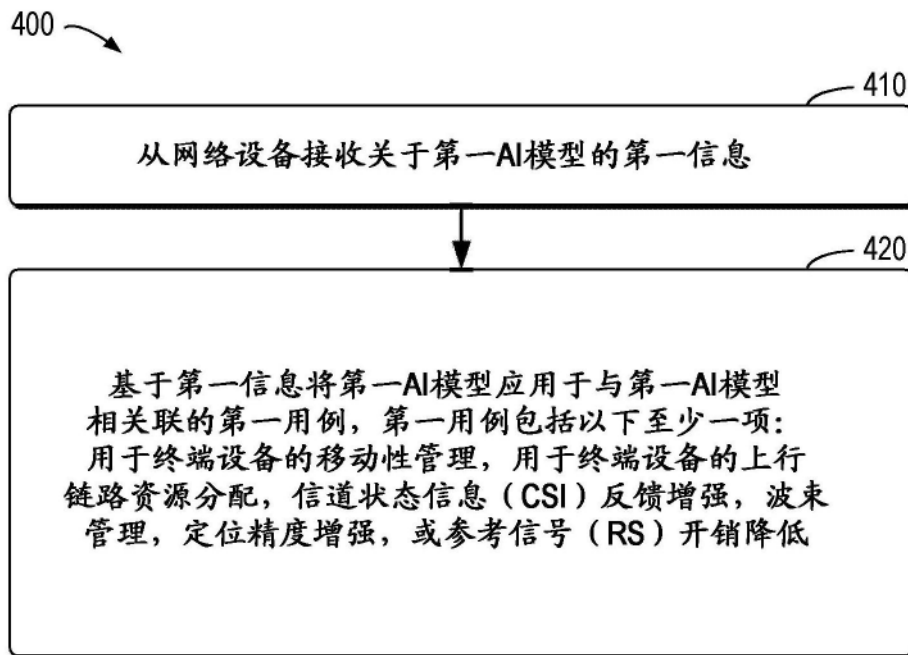 400
410
从网络设备接收关于第一AI模型的第一信息
420
基于第一信息将第一AI模型应用于与第一AI模型
相关联的第一用例，第一用例包括以下至少一项：
用于终端设备的移动性管理，用于终端设备的上行
链路资源分配，信道状态信息（CSI）反馈增强，波束
管理，定位精度增强，或参考信号（RS）开销降低